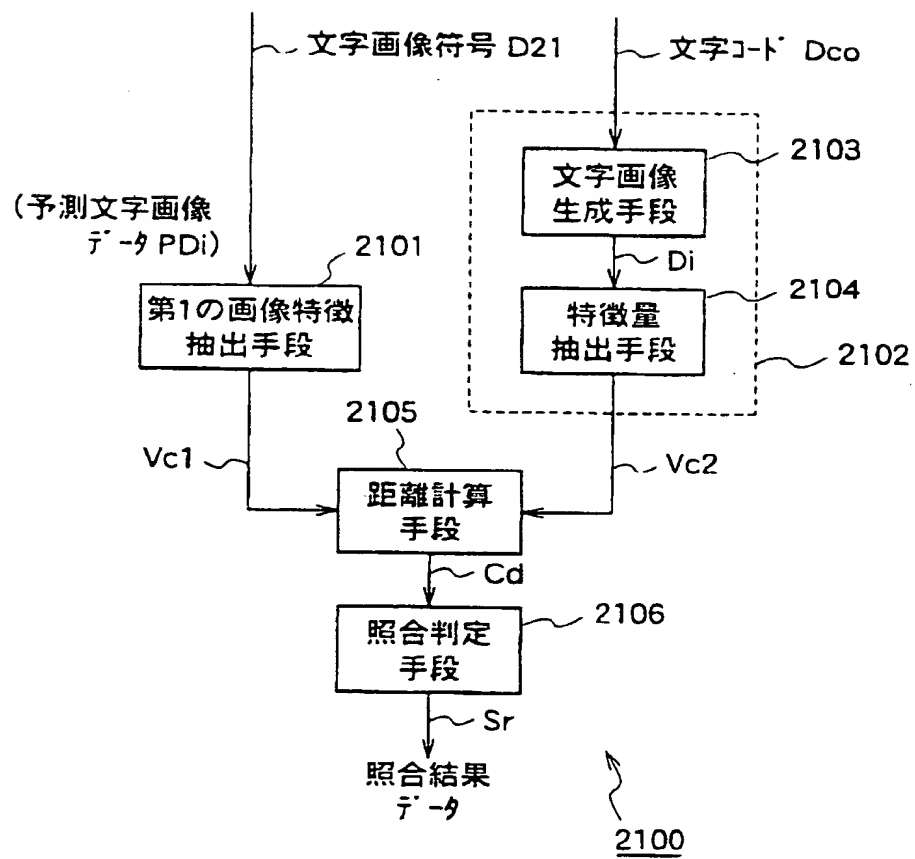 文字画像符号 D21
文字コード Dco
2103
文字画像
生成手段
(予測文字画像
データ PDi)
2101
Di
第1の画像特徴
抽出手段
2104
特徴量
抽出手段
2102
2105
Vc1
Vc2
距離計算
手段
Cd
2106
照合判定
手段
Sr
照合結果
データ
2100